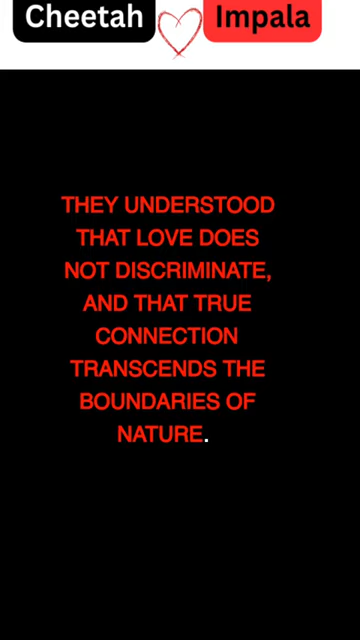 Cheetah Impala
THEY UNDERSTOOD
THAT LOVE DOES
NOT DISCRIMINATE,
AND THAT TRUE
CONNECTION
TRANSCENDS THE
BOUNDARIES OF
NATURE.